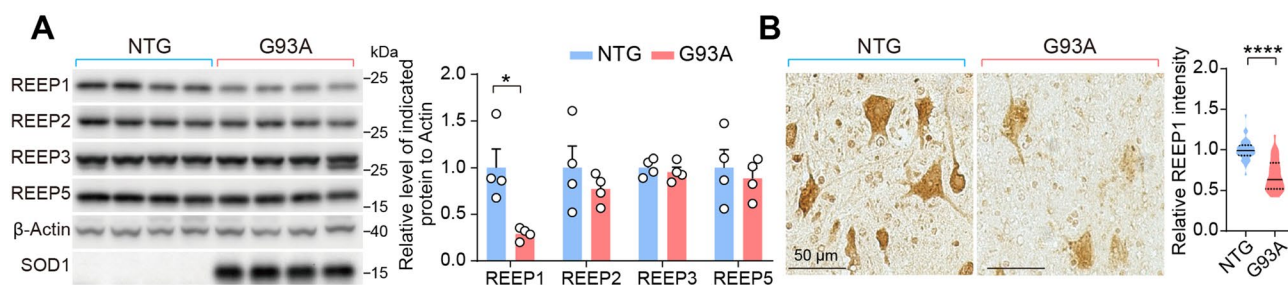 A
NTG G93A kDa
REEP1 –25
REEP2 –25
REEP3 –25
REEP5 –15
β-Actin –40
SOD1 –15
Relative level of indicated
protein to Actin
NTG G93A
2.0
1.5
1.0
0.5
0.0
*
REEP1 REEP2 REEP3 REEP5
B
NTG G93A
50 μm
Relative REEP1 intensity
****
2.0
1.5
1.0
0.5
0.0
NTG
G93A